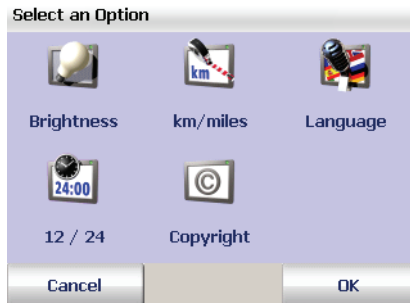 Select an Option
km
Brightness km/miles Language
24:00
©
12 / 24 Copyright
Cancel OK